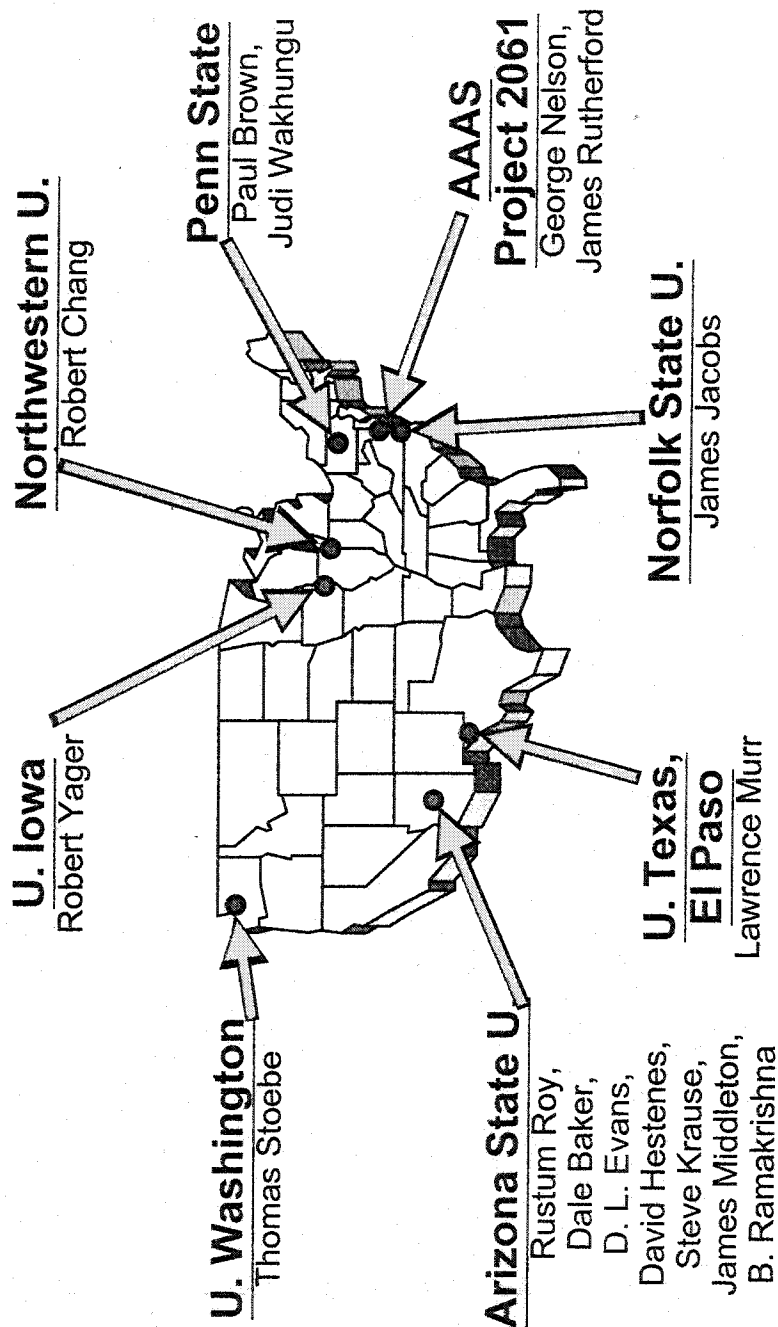 U. Washington
Thomas Stoebe
U. Iowa
Robert Yager
Northwestern U.
Robert Chang
Penn State
Paul Brown,
Judi Wakhungu
AAAS
Project 2061
George Nelson,
James Rutherford
Norfolk State U.
James Jacobs
U. Texas,
El Paso
Lawrence Murr
Arizona State U
Rustum Roy,
Dale Baker,
D. L. Evans,
David Hestenes,
Steve Krause,
James Middleton,
B. Ramakrishna